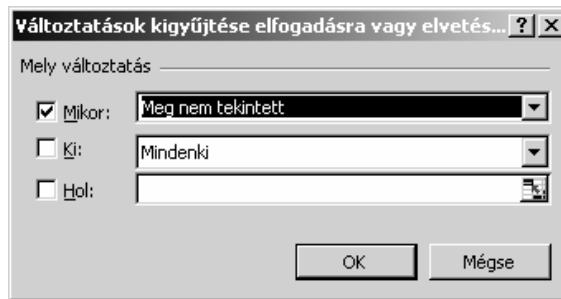 Változtatások kigyűjtése elfogadásra vagy elvetés...
Mely változtatás
Mikor: Meg nem tekintett
Ki: Mindenki
Hol:
OK Mégse